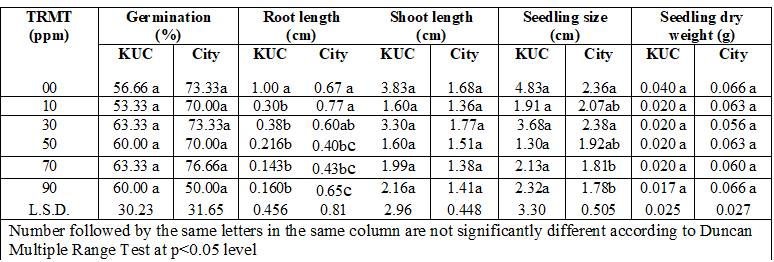 TRMT Germination Root length Shoot length Seedling size Seedling dry
(ppm) (%) (cm) (cm) (cm) weight (g)
KUC City KUC City KUC City KUC City KUC City
00 56.66 a 73.33a 1.00 a 0.67 a 3.83a 1.68a 4.83a 2.36a 0.040 a 0.066 a
10 53.33 a 70.00a 0.30b 0.77 a 1.60a 1.36a 1.91 a 2.07ab 0.020 a 0.063 a
30 63.33 a 73.33a 0.38b 0.60ab 3.30a 1.77a 3.68a 2.38a 0.020 a 0.056 a
50 60.00 a 70.00a 0.216b 0.40bc 1.60a 1.51a 1.30a 1.92ab 0.020 a 0.063 a
70 63.33 a 76.66a 0.143b 0.43bc 1.99a 1.38a 2.13a 1.81b 0.020 a 0.060 a
90 60.00 a 50.00a 0.160b 0.65c 2.16a 1.41a 2.32a 1.78b 0.017 a 0.066 a
L.S.D. 30.23 31.65 0.456 0.81 2.96 0.448 3.30 0.505 0.025 0.027
Number followed by the same letters in the same column are not significantly different according to Duncan
Multiple Range Test at p<0.05 level